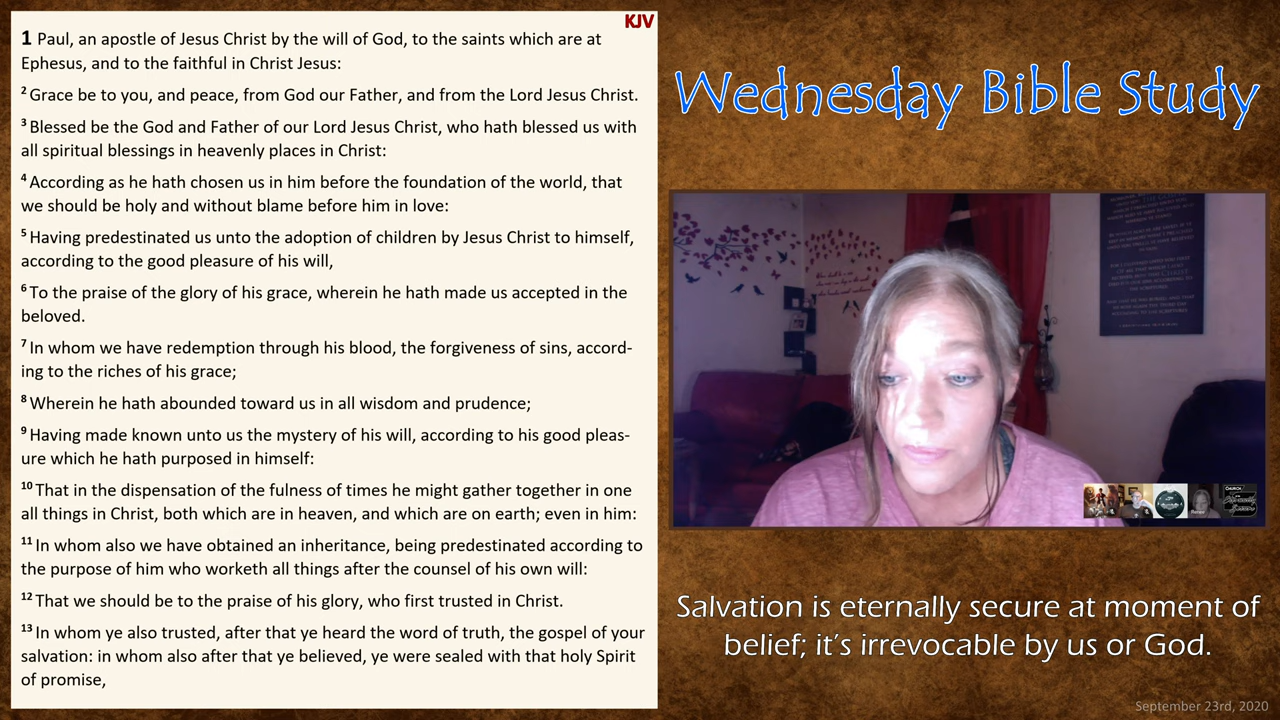 KJV
1 Paul, an apostle of Jesus Christ by the will of God, to the saints which are at
Ephesus, and to the faithful in Christ Jesus:
2 Grace be to you, and peace, from God our Father, and from the Lord Jesus Christ.
3 Blessed be the God and Father of our Lord Jesus Christ, who hath blessed us with
all spiritual blessings in heavenly places in Christ:
4 According as he hath chosen us in him before the foundation of the world, that
we should be holy and without blame before him in love:
5 Having predestinated us unto the adoption of children by Jesus Christ to himself,
according to the good pleasure of his will,
6 To the praise of the glory of his grace, wherein he hath made us accepted in the
beloved.
7 In whom we have redemption through his blood, the forgiveness of sins, accord-
ing to the riches of his grace;
8 Wherein he hath abounded toward us in all wisdom and prudence;
9 Having made known unto us the mystery of his will, according to his good pleas-
ure which he hath purposed in himself:
10 That in the dispensation of the fulness of times he might gather together in one
all things in Christ, both which are in heaven, and which are on earth; even in him:
11 In whom also we have obtained an inheritance, being predestinated according to
the purpose of him who worketh all things after the counsel of his own will:
12 That we should be to the praise of his glory, who first trusted in Christ.
13 In whom ye also trusted, after that ye heard the word of truth, the gospel of your
salvation: in whom also after that ye believed, ye were sealed with that holy Spirit
of promise,
Wednesday Bible Study
CHURCH
Salvation is eternally secure at moment of
belief; it's irrevocable by us or God.
September 23rd, 2020